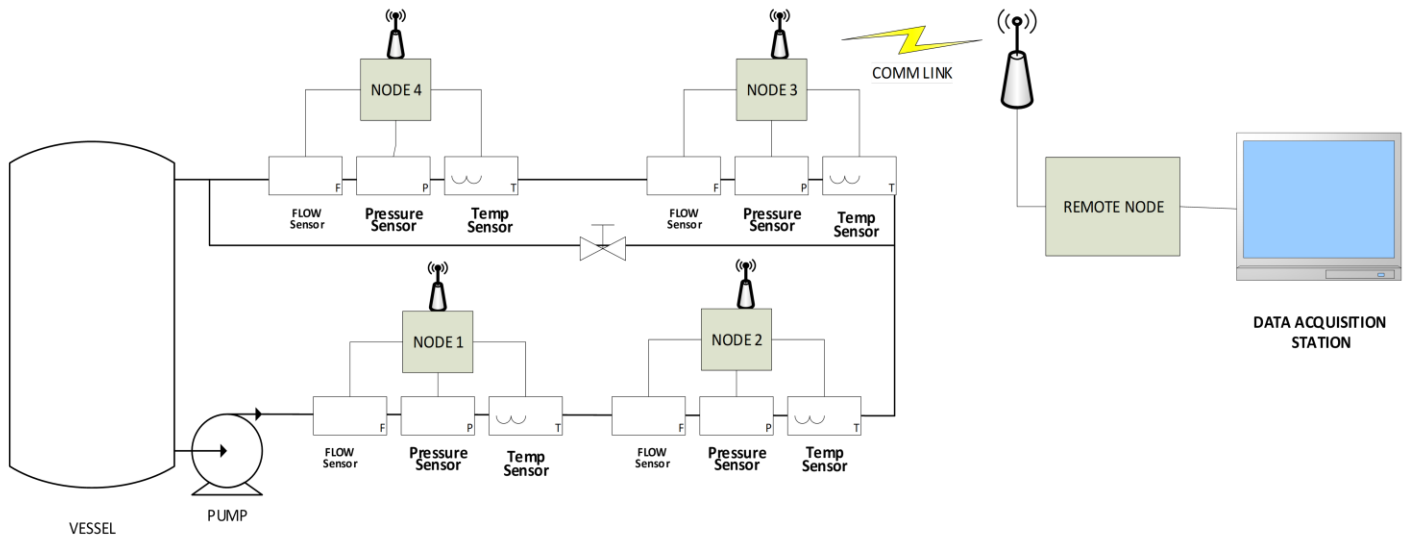 NODE 4
NODE 3
COMM LINK
F
P
T
F
P
T
REMOTE NODE
FLOW
Sensor
Pressure
Sensor
Temp
Sensor
FLOW
Sensor
Pressure
Sensor
Temp
Sensor
NODE 1
NODE 2
DATA ACQUISITION
STATION
F
P
T
F
P
T
FLOW
Sensor
Pressure
Sensor
Temp
Sensor
FLOW
Sensor
Pressure
Sensor
Temp
Sensor
PUMP
VESSEL